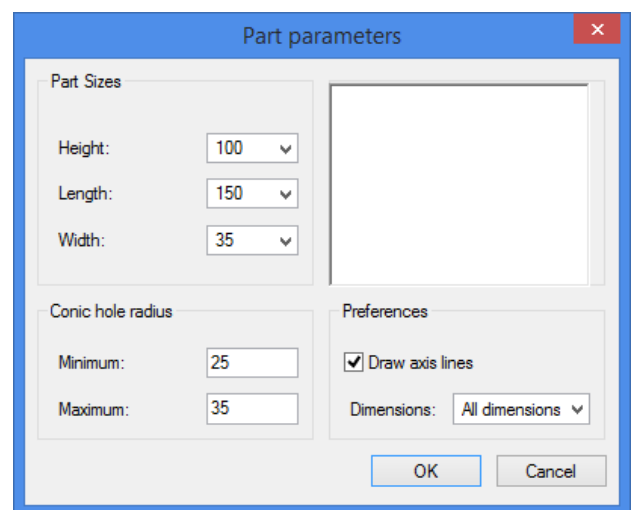 Part parameters
Part Sizes
Height: 100
Length: 150
Width: 35
Conic hole radius
Minimum: 25
Maximum: 35
Preferences
Draw axis lines
Dimensions: All dimensions
OK Cancel